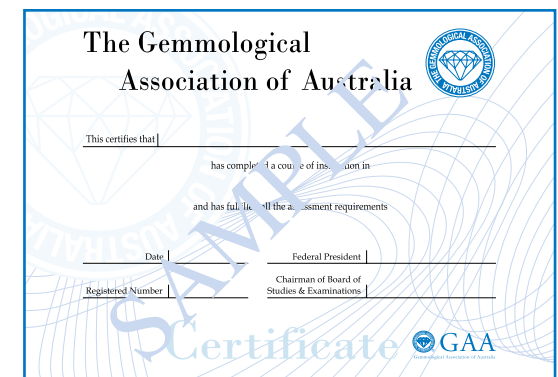 The Gemmological
Association of Australia
THE GEMMOLOGICAL ASSOCIATION OF AUSTRALIA
This certifies that
has completed a course of instruction in
and has fulfilled all the assessment requirements
SAMPLE
Date
Federal President
Registered Number
Chairman of Board of
Studies & Examinations
Certificate
GAA
Gemmological Association of Australia